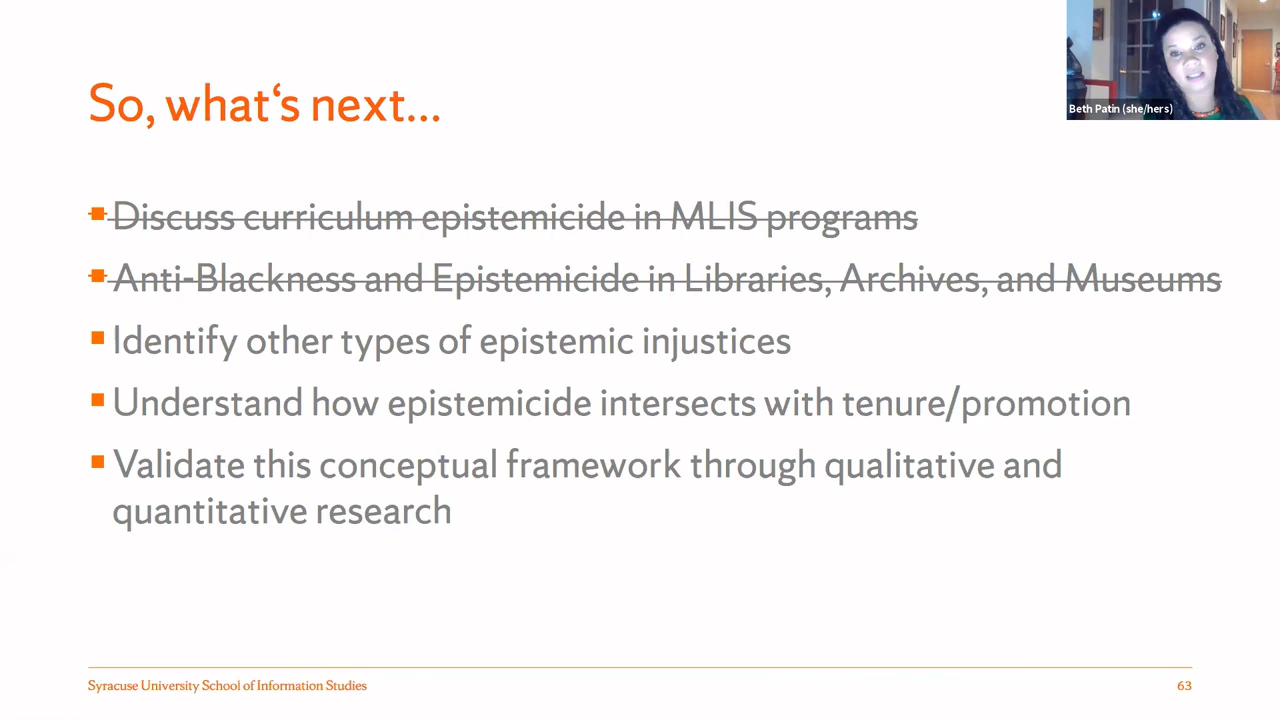 Beth Patin (she/hers)
So, what‘s next...
Discuss curriculum epistemicide in MLIS programs
Anti-Blackness and Epistemicide in Libraries, Archives, and Museums
Identify other types of epistemic injustices
Understand how epistemicide intersects with tenure/promotion
Validate this conceptual framework through qualitative and
quantitative research
Syracuse University School of Information Studies
63